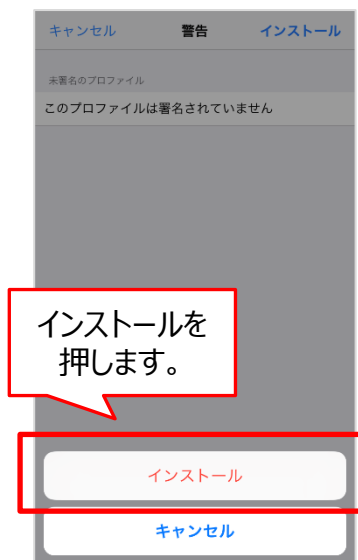 キャンセル 警告 インストール
未署名のプロファイル
このプロファイルは署名されていません
インストールを
押します。
インストール
キャンセル